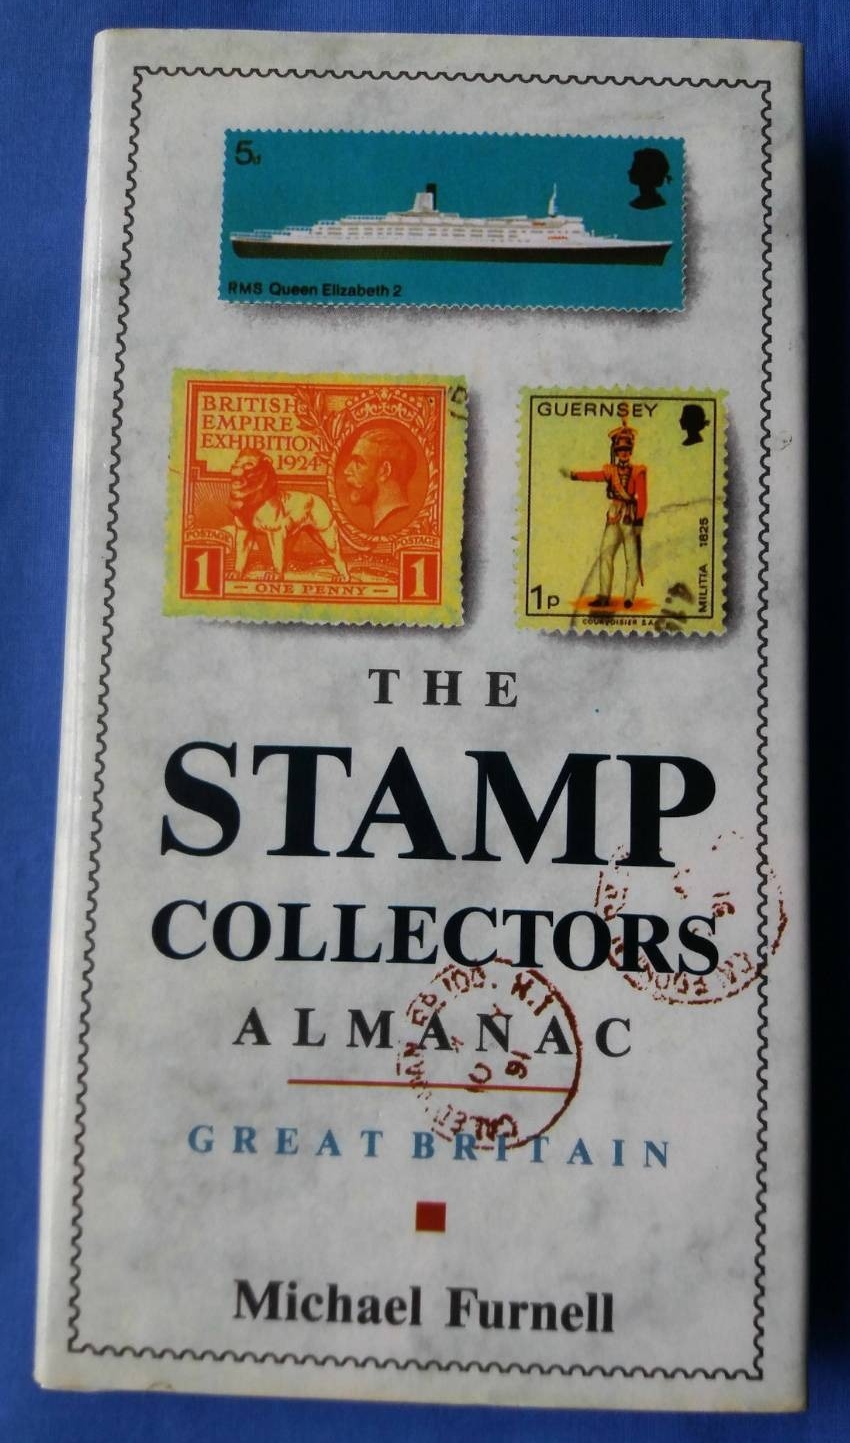 5d
RMS Queen Elizabeth 2
BRITISH
EMPIRE
EXHIBITION
1924
POSTAGE
POSTAGE
1
1
ONE PENNY
GUERNSEY
MILITIA 1825
1p
COURVOISIER S.A.
THE
STAMP
COLLECTORS
ALMANAC
GREAT BRITAIN
Michael Furnell